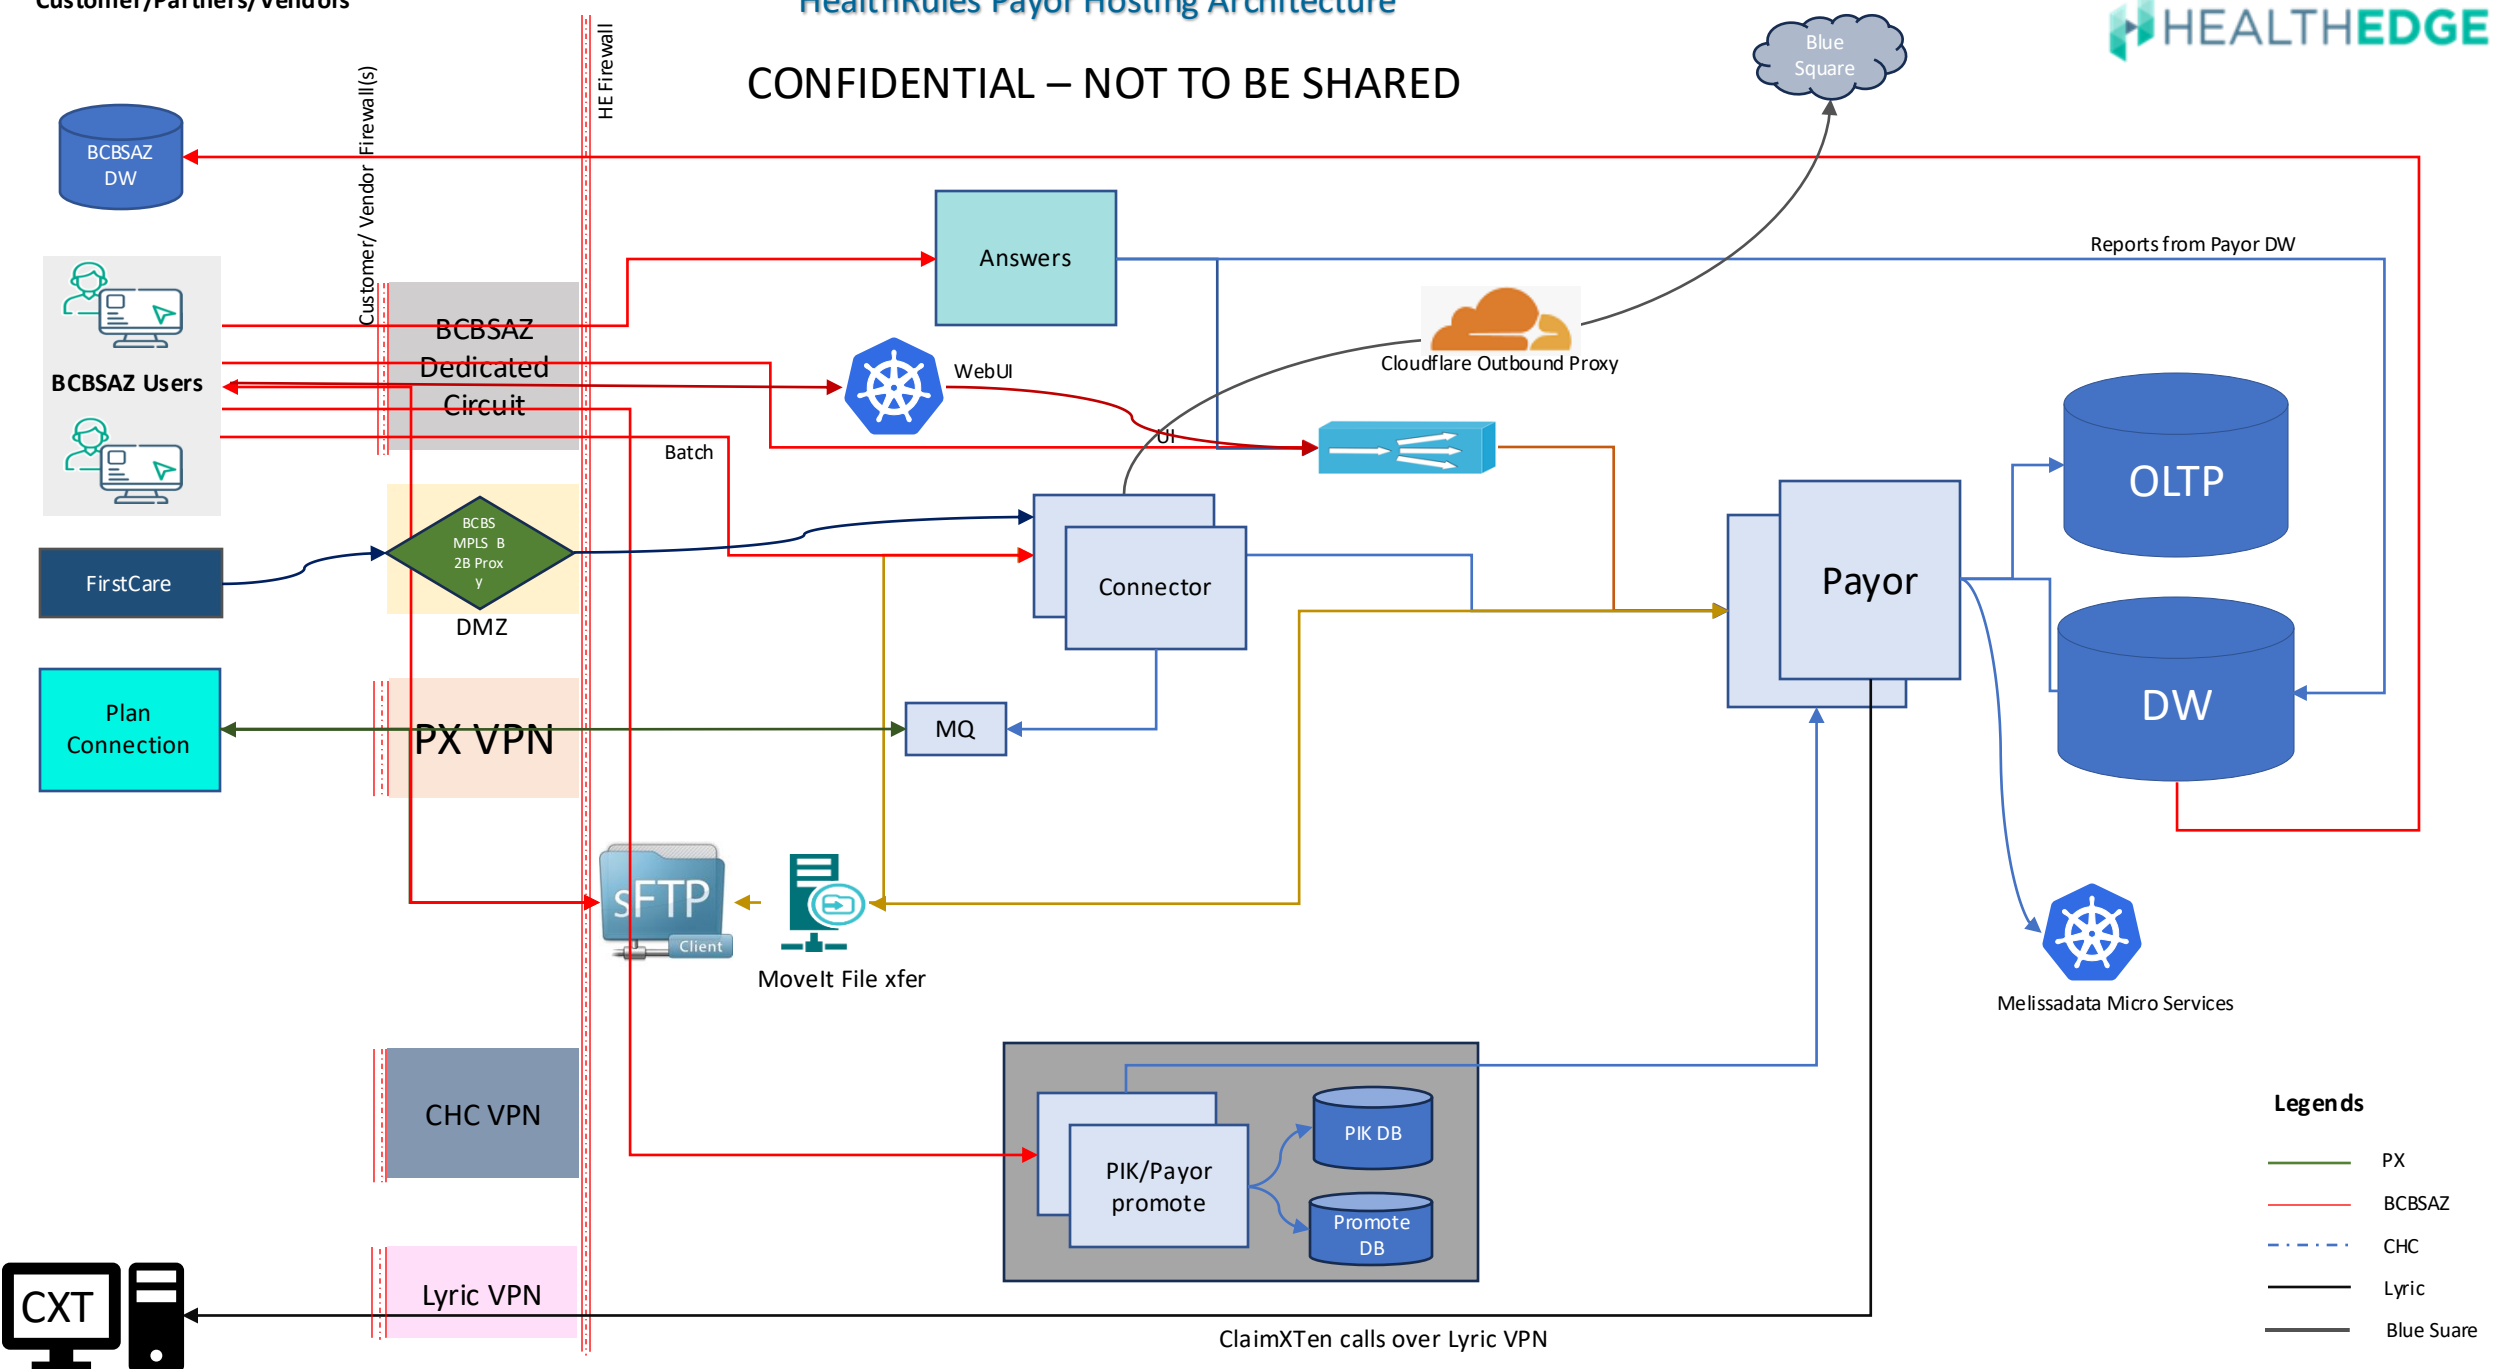 Customer/Partners/Vendors
HealthRules Payor Hosting Architecture
HEALTHEDGE
CONFIDENTIAL – NOT TO BE SHARED
Blue
Square
HE Firewall
Customer/ Vendor Firewall(s)
BCBSAZ
DW
Answers
Reports from Payor DW
BCBSAZ
Dedicated
Circuit
BCBSAZ Users
WebUI
Cloudflare Outbound Proxy
UI
Batch
OLTP
BCBS
MPLS B
2B Prox
y
DMZ
FirstCare
Connector
Payor
Plan
Connection
PX VPN
MQ
DW
sFTP
Client
MoveIt File xfer
Melissadata Micro Services
CHC VPN
PIK/Payor
promote
PIK DB
Promote
DB
Legends
PX
BCBSAZ
CHC
Lyric
Blue Suare
Lyric VPN
CXT
ClaimXTen calls over Lyric VPN